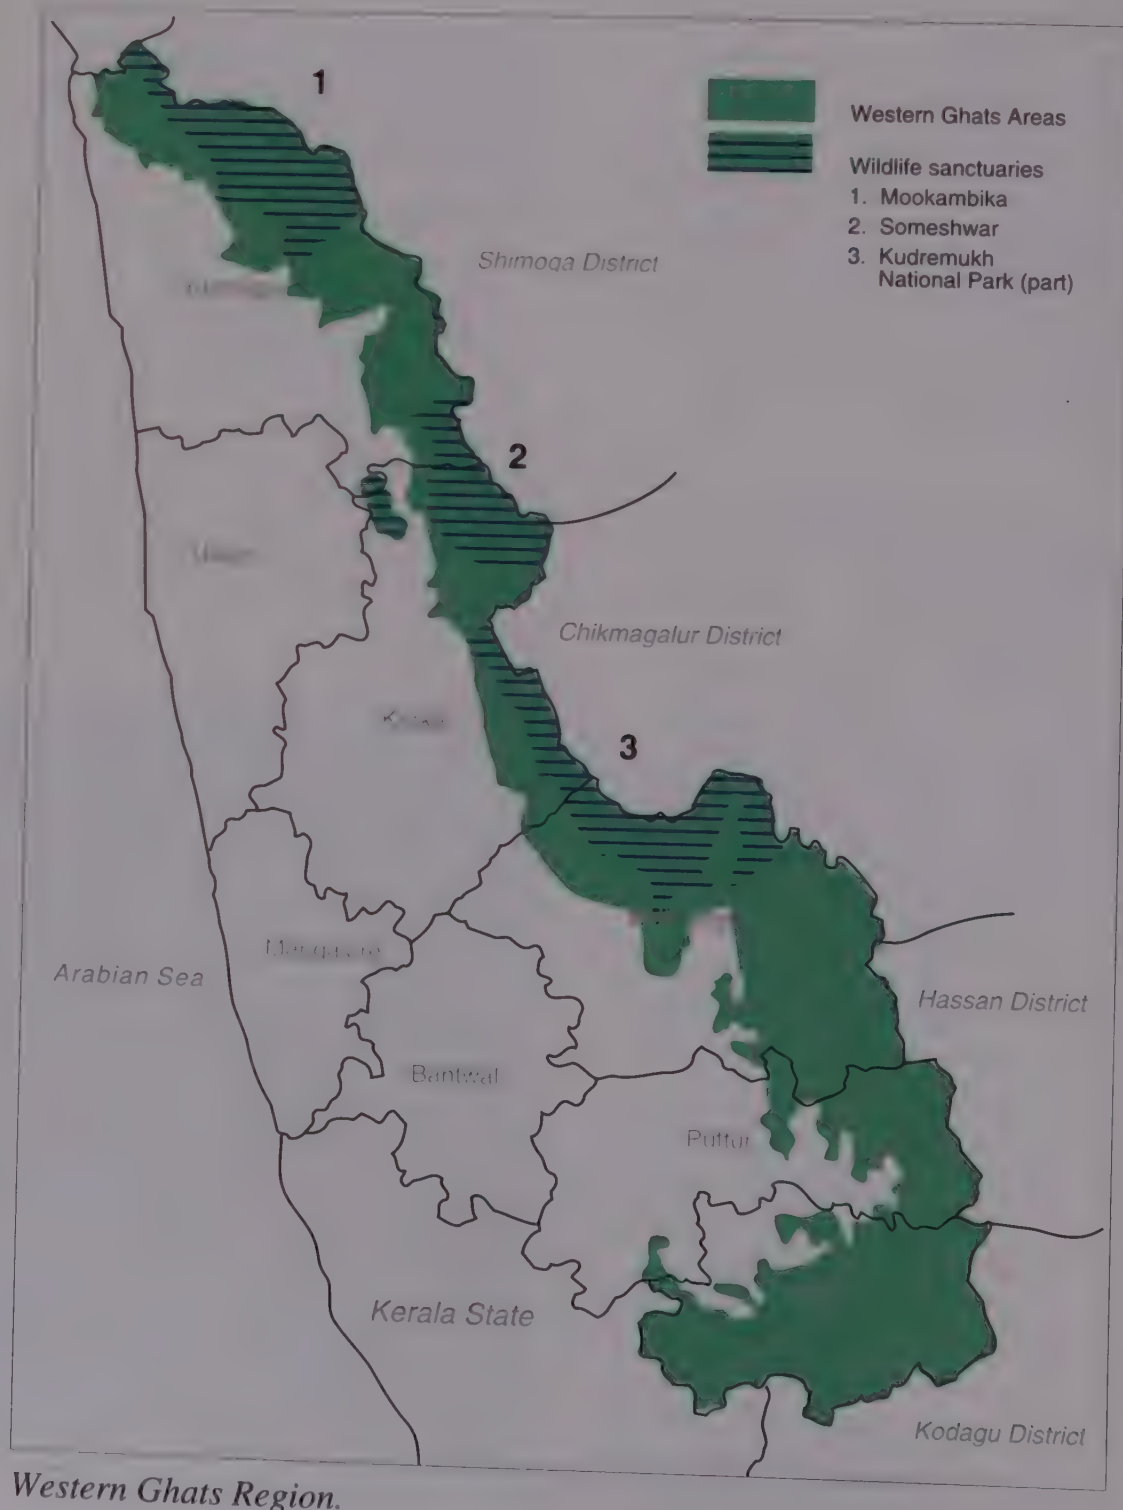 1
Western Ghats Areas
Wildlife sanctuaries
1. Mookambika
2. Someshwar
3. Kudremukh
National Park (part)
Shimoga District
2
Chikmagalur District
3
Mangalore
Arabian Sea
Hassan District
Bantwal
Puttur
Kerala State
Kodagu District
Western Ghats Region.